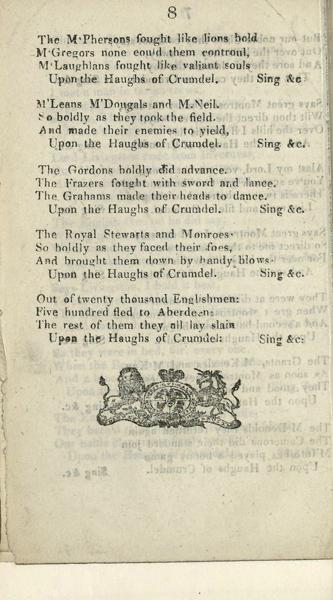 8
The M'Phersons fought like lions bold
M'Gregors none eould them controul,
M'Laughlans fought like valiant souls
Upon the Haughs of Crumdel. Sing &c
M'Leans M'Dougals and M.Neil.
So boldly as they took the field.
And made their enemies to yield,
Upon the Haughs of Crumdel. Sing &c.
The Gordons boldly did advance.
The Frazers fought with sword and lance.
The Grahams made their heads to dance.
Upon the Haughs of Crumdel. Sing &c.
The Royal Stewarts and Monroes·
So boldly as they faced their foes,
And brought them down by handy blows·
Upon the Haughs of Crumdel. Sing &c.
Out of twenty thousand Englishmen:
Five hundred fled to Aberdeen:
The rest of them they all lay slain
Upon the Haughs of Crumdel: Sing &c: